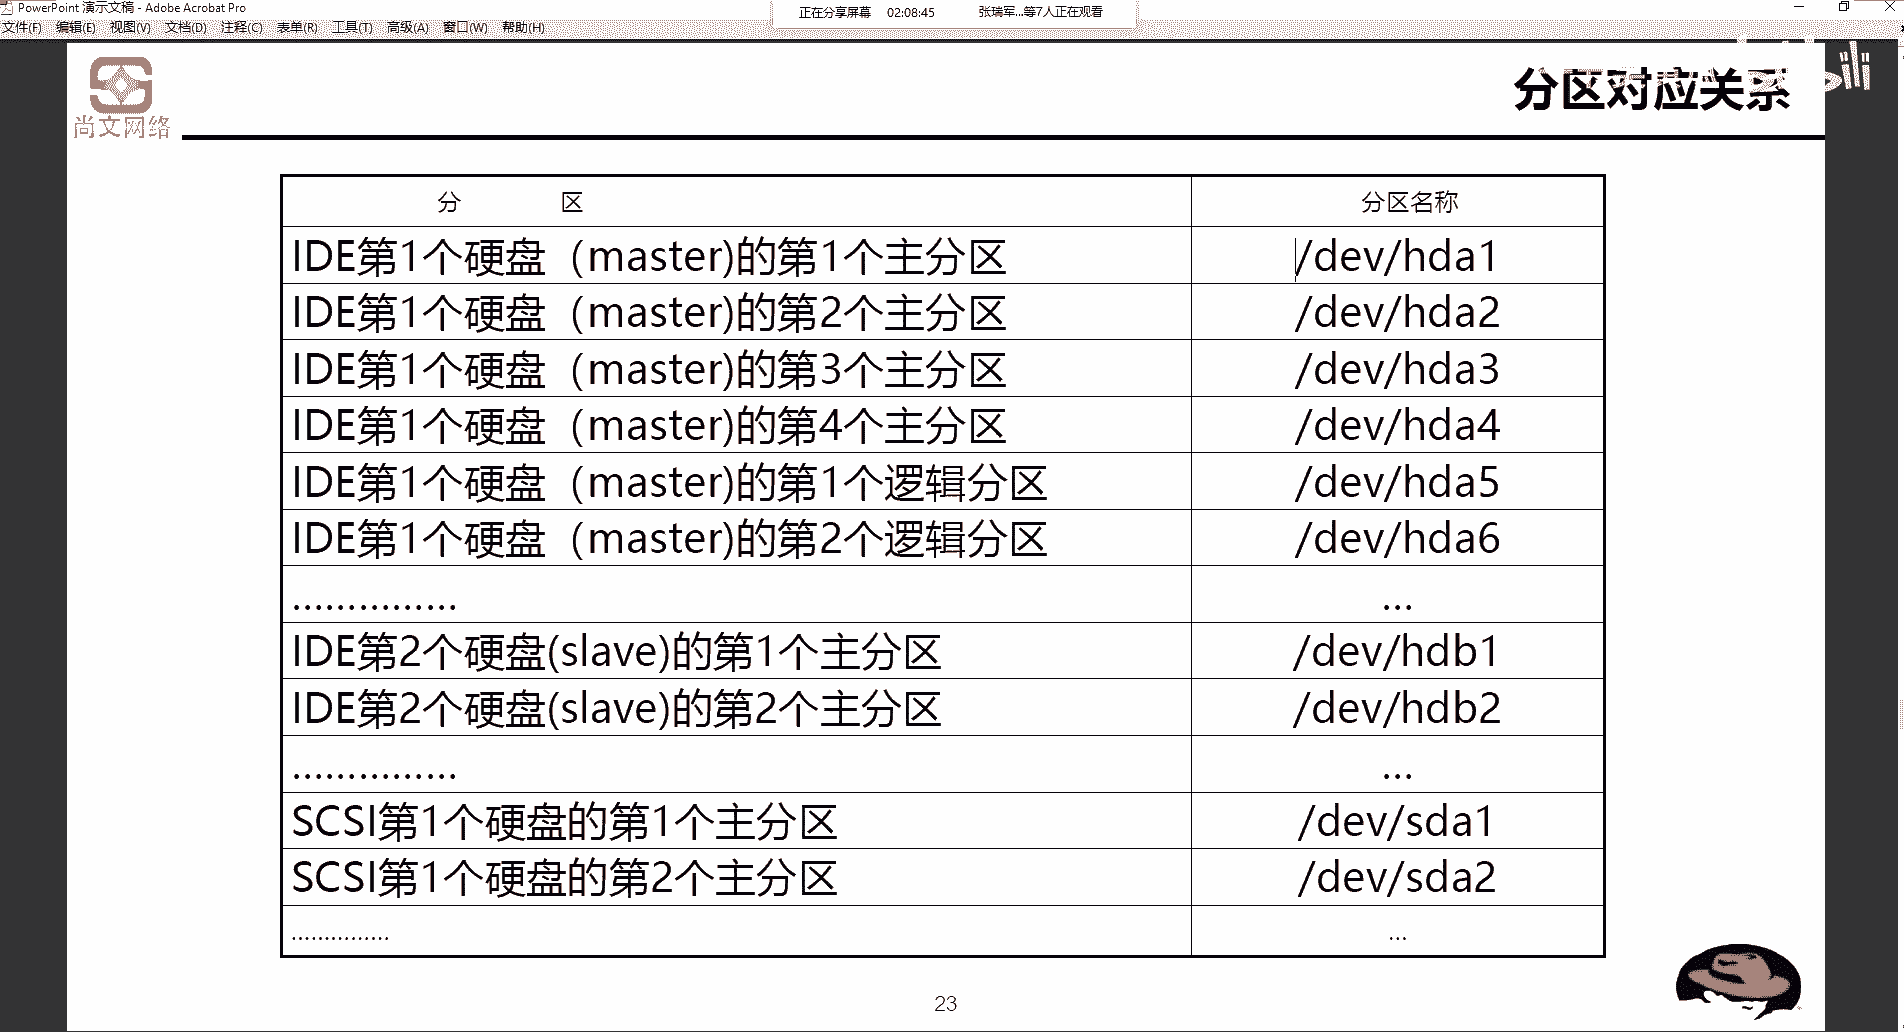 PowerPoint 演示文稿 - Adobe Acrobat Pro
正在分享屏幕 02:08:45 张瑞军...等7人正在观看
文件(F) 编辑(E) 视图(V) 文档(D) 注释(C) 表单(R) 工具(T) 高级(A) 窗口(W) 帮助(H)
尚文网络
分区对应关系
分 区 分区名称
IDE第1个硬盘（master)的第1个主分区 /dev/hda1
IDE第1个硬盘（master)的第2个主分区 /dev/hda2
IDE第1个硬盘（master)的第3个主分区 /dev/hda3
IDE第1个硬盘（master)的第4个主分区 /dev/hda4
IDE第1个硬盘（master)的第1个逻辑分区 /dev/hda5
IDE第1个硬盘（master)的第2个逻辑分区 /dev/hda6
............... ...
IDE第2个硬盘(slave)的第1个主分区 /dev/hdb1
IDE第2个硬盘(slave)的第2个主分区 /dev/hdb2
............... ...
SCSI第1个硬盘的第1个主分区 /dev/sda1
SCSI第1个硬盘的第2个主分区 /dev/sda2
............... ...
23